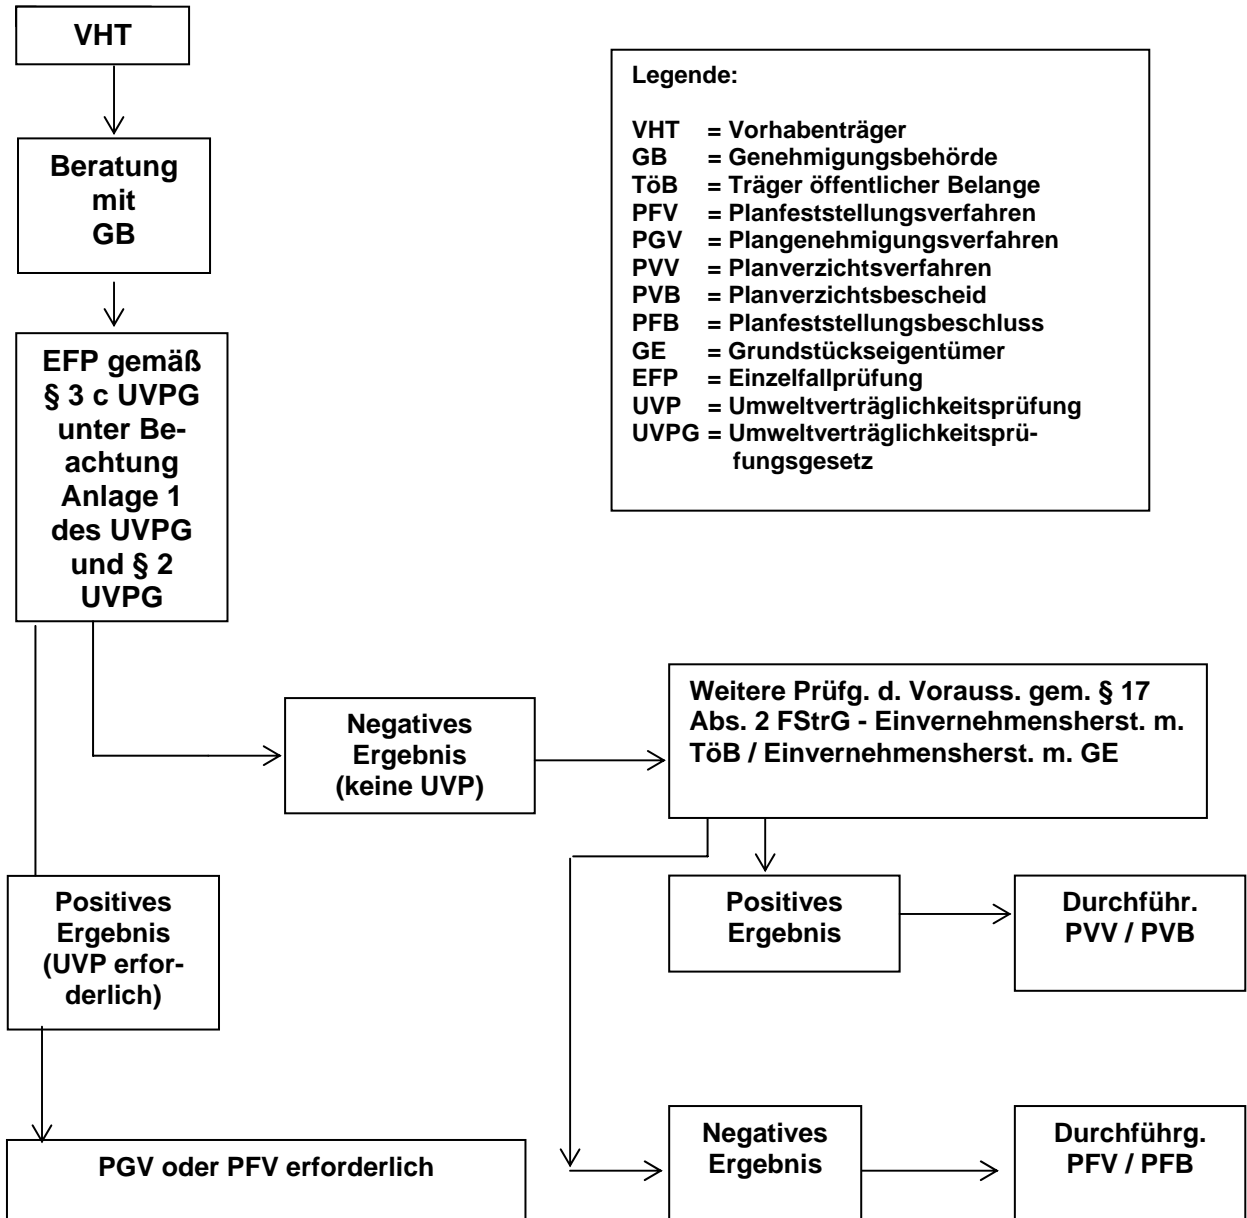 VHT
Beratung
mit
GB
EFP gemäß
§ 3 c UVPG
unter Be-
achtung
Anlage 1
des UVPG
und § 2
UVPG
Legende:
VHT = Vorhabenträger
GB = Genehmigungsbehörde
TöB = Träger öffentlicher Belange
PFV = Planfeststellungsverfahren
PGV = Plangenehmigungsverfahren
PVV = Planverzichtsverfahren
PVB = Planverzichtsbescheid
PFB = Planfeststellungsbeschluss
GE = Grundstückseigentümer
EFP = Einzelfallprüfung
UVP = Umweltverträglichkeitsprüfung
UVPG = Umweltverträglichkeitsprü-
fungsgesetz
Negatives
Ergebnis
(keine UVP)
Weitere Prüfg. d. Vorauss. gem. § 17
Abs. 2 FStrG - Einvernehmensherst. m.
TöB / Einvernehmensherst. m. GE
Positives
Ergebnis
(UVP erfor-
derlich)
Positives
Ergebnis
Durchführ.
PVV / PVB
PGV oder PFV erforderlich
Negatives
Ergebnis
Durchführg.
PFV / PFB